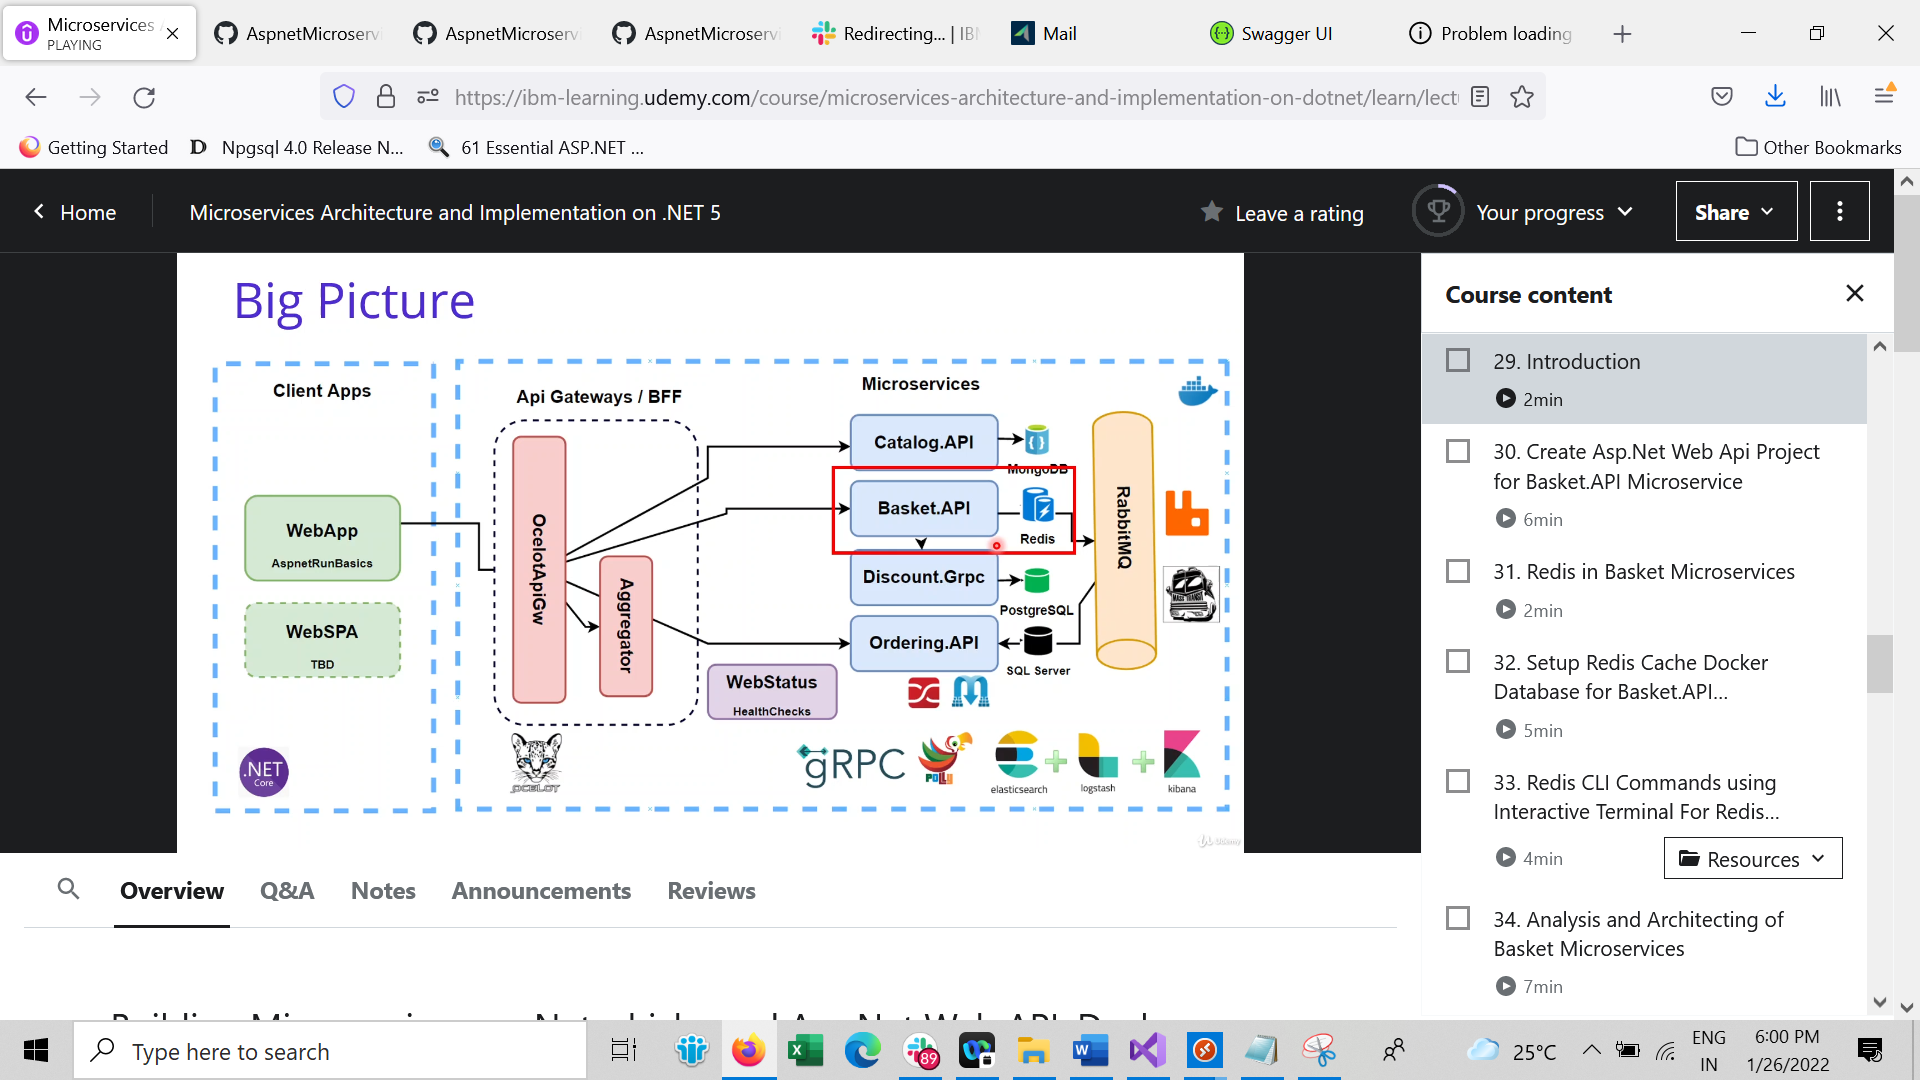 Microservices
PLAYING
AspnetMicroserv
AspnetMicroserv
AspnetMicroserv
Redirecting... | IB
Mail
Swagger UI
Problem loading
https://ibm-learning.udemy.com/course/microservices-architecture-and-implementation-on-dotnet/learn/lect
Getting Started
Npgsql 4.0 Release N...
61 Essential ASP.NET ...
Other Bookmarks
Home
Microservices Architecture and Implementation on .NET 5
Leave a rating
Your progress
Share
Big Picture
Client Apps
WebApp
AspnetRunBasics
WebSPA
TBD
.NET
Core
Api Gateways / BFF
OcelotApiGw
Aggregator
OCELOT
Microservices
Catalog.API
MongoDB
Basket.API
Redis
Discount.Grpc
PostgreSQL
Ordering.API
SQL Server
WebStatus
HealthChecks
RabbitMQ
MASS TRANSIT
gRPC
POLLY
elasticsearch
logstash
kibana
Udemy
Course content
29. Introduction
2min
30. Create Asp.Net Web Api Project
for Basket.API Microservice
6min
31. Redis in Basket Microservices
2min
32. Setup Redis Cache Docker
Database for Basket.API...
5min
33. Redis CLI Commands using
Interactive Terminal For Redis...
4min
Resources
34. Analysis and Architecting of
Basket Microservices
7min
Overview
Q&A
Notes
Announcements
Reviews
Type here to search
89
25°C
ENG
IN
6:00 PM
1/26/2022